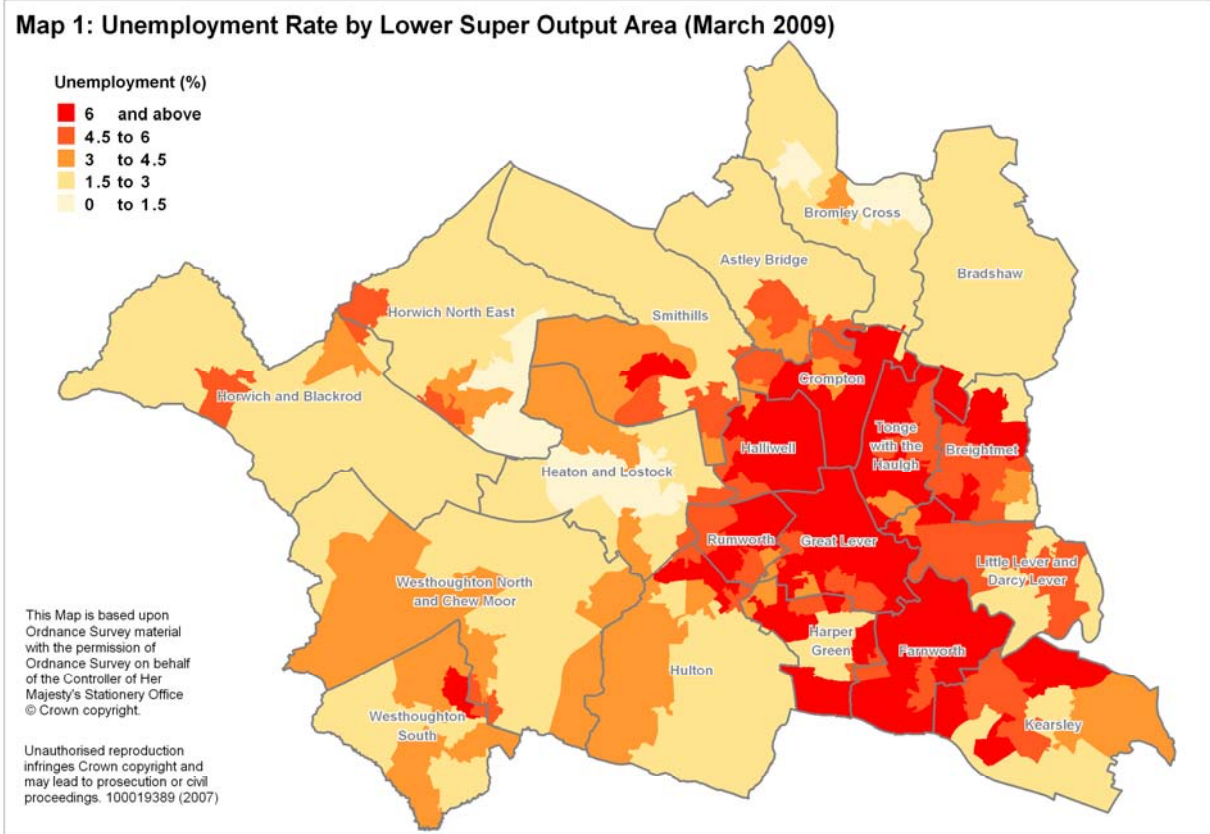 Map 1: Unemployment Rate by Lower Super Output Area (March 2009)
Unemployment (%)
6 and above
4.5 to 6
3 to 4.5
1.5 to 3
0 to 1.5
Bromley Cross
Astley Bridge
Bradshaw
Horwich North East
Smithills
Crompton
Horwich and Blackrod
Halliwell
Tonge
with the
Haulgh
Breightmet
Heaton and Lostock
Rumworth
Great Lever
Little Lever and
Darcy Lever
Westhoughton North
and Chew Moor
Harper
Green
Farnworth
Hulton
Westhoughton
South
Kearsley
This Map is based upon
Ordnance Survey material
with the permission of
Ordnance Survey on behalf
of the Controller of Her
Majesty's Stationery Office
© Crown copyright.
Unauthorised reproduction
infringes Crown copyright and
may lead to prosecution or civil
proceedings. 100019389 (2007)